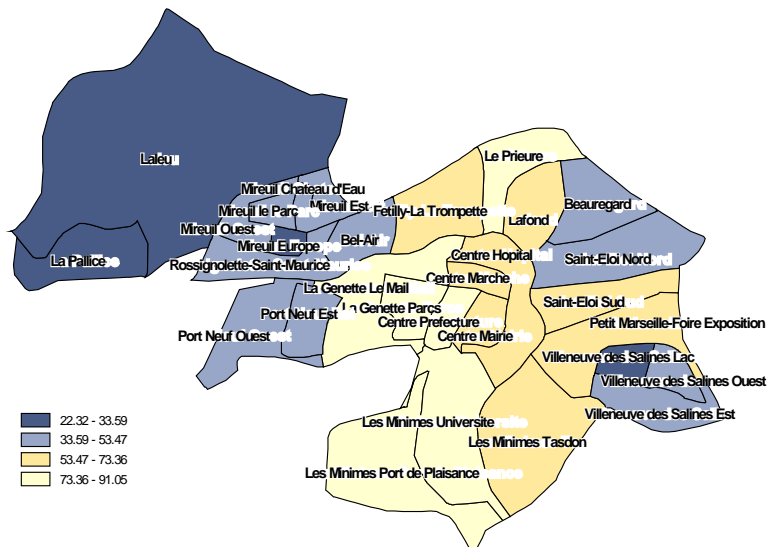 Le Prieure
Laleu
Mireuil Chateau d'Eau
Mireuil Est
Beauregard
Mireuil le Parc
Fetilly-La Trompette
Lafond
Mireuil Ouest
Bel-Air
Mireuil Europe
Centre Hopital
La Pallice
Rossignolette-Saint-Maurice
Saint-Eloi Nord
Centre Marche
La Genette Le Mail
La Genette Parcs
Saint-Eloi Sud
Port Neuf Est
Centre Prefecture
Petit Marseille-Foire Exposition
Port Neuf Ouest
Centre Mairie
Villeneuve des Salines Lac
Villeneuve des Salines Ouest
Villeneuve des Salines Est
22.32 - 33.59
33.59 - 53.47
53.47 - 73.36
73.36 - 91.05
Les Minimes Universite
Les Minimes Tasdon
Les Minimes Port de Plaisance